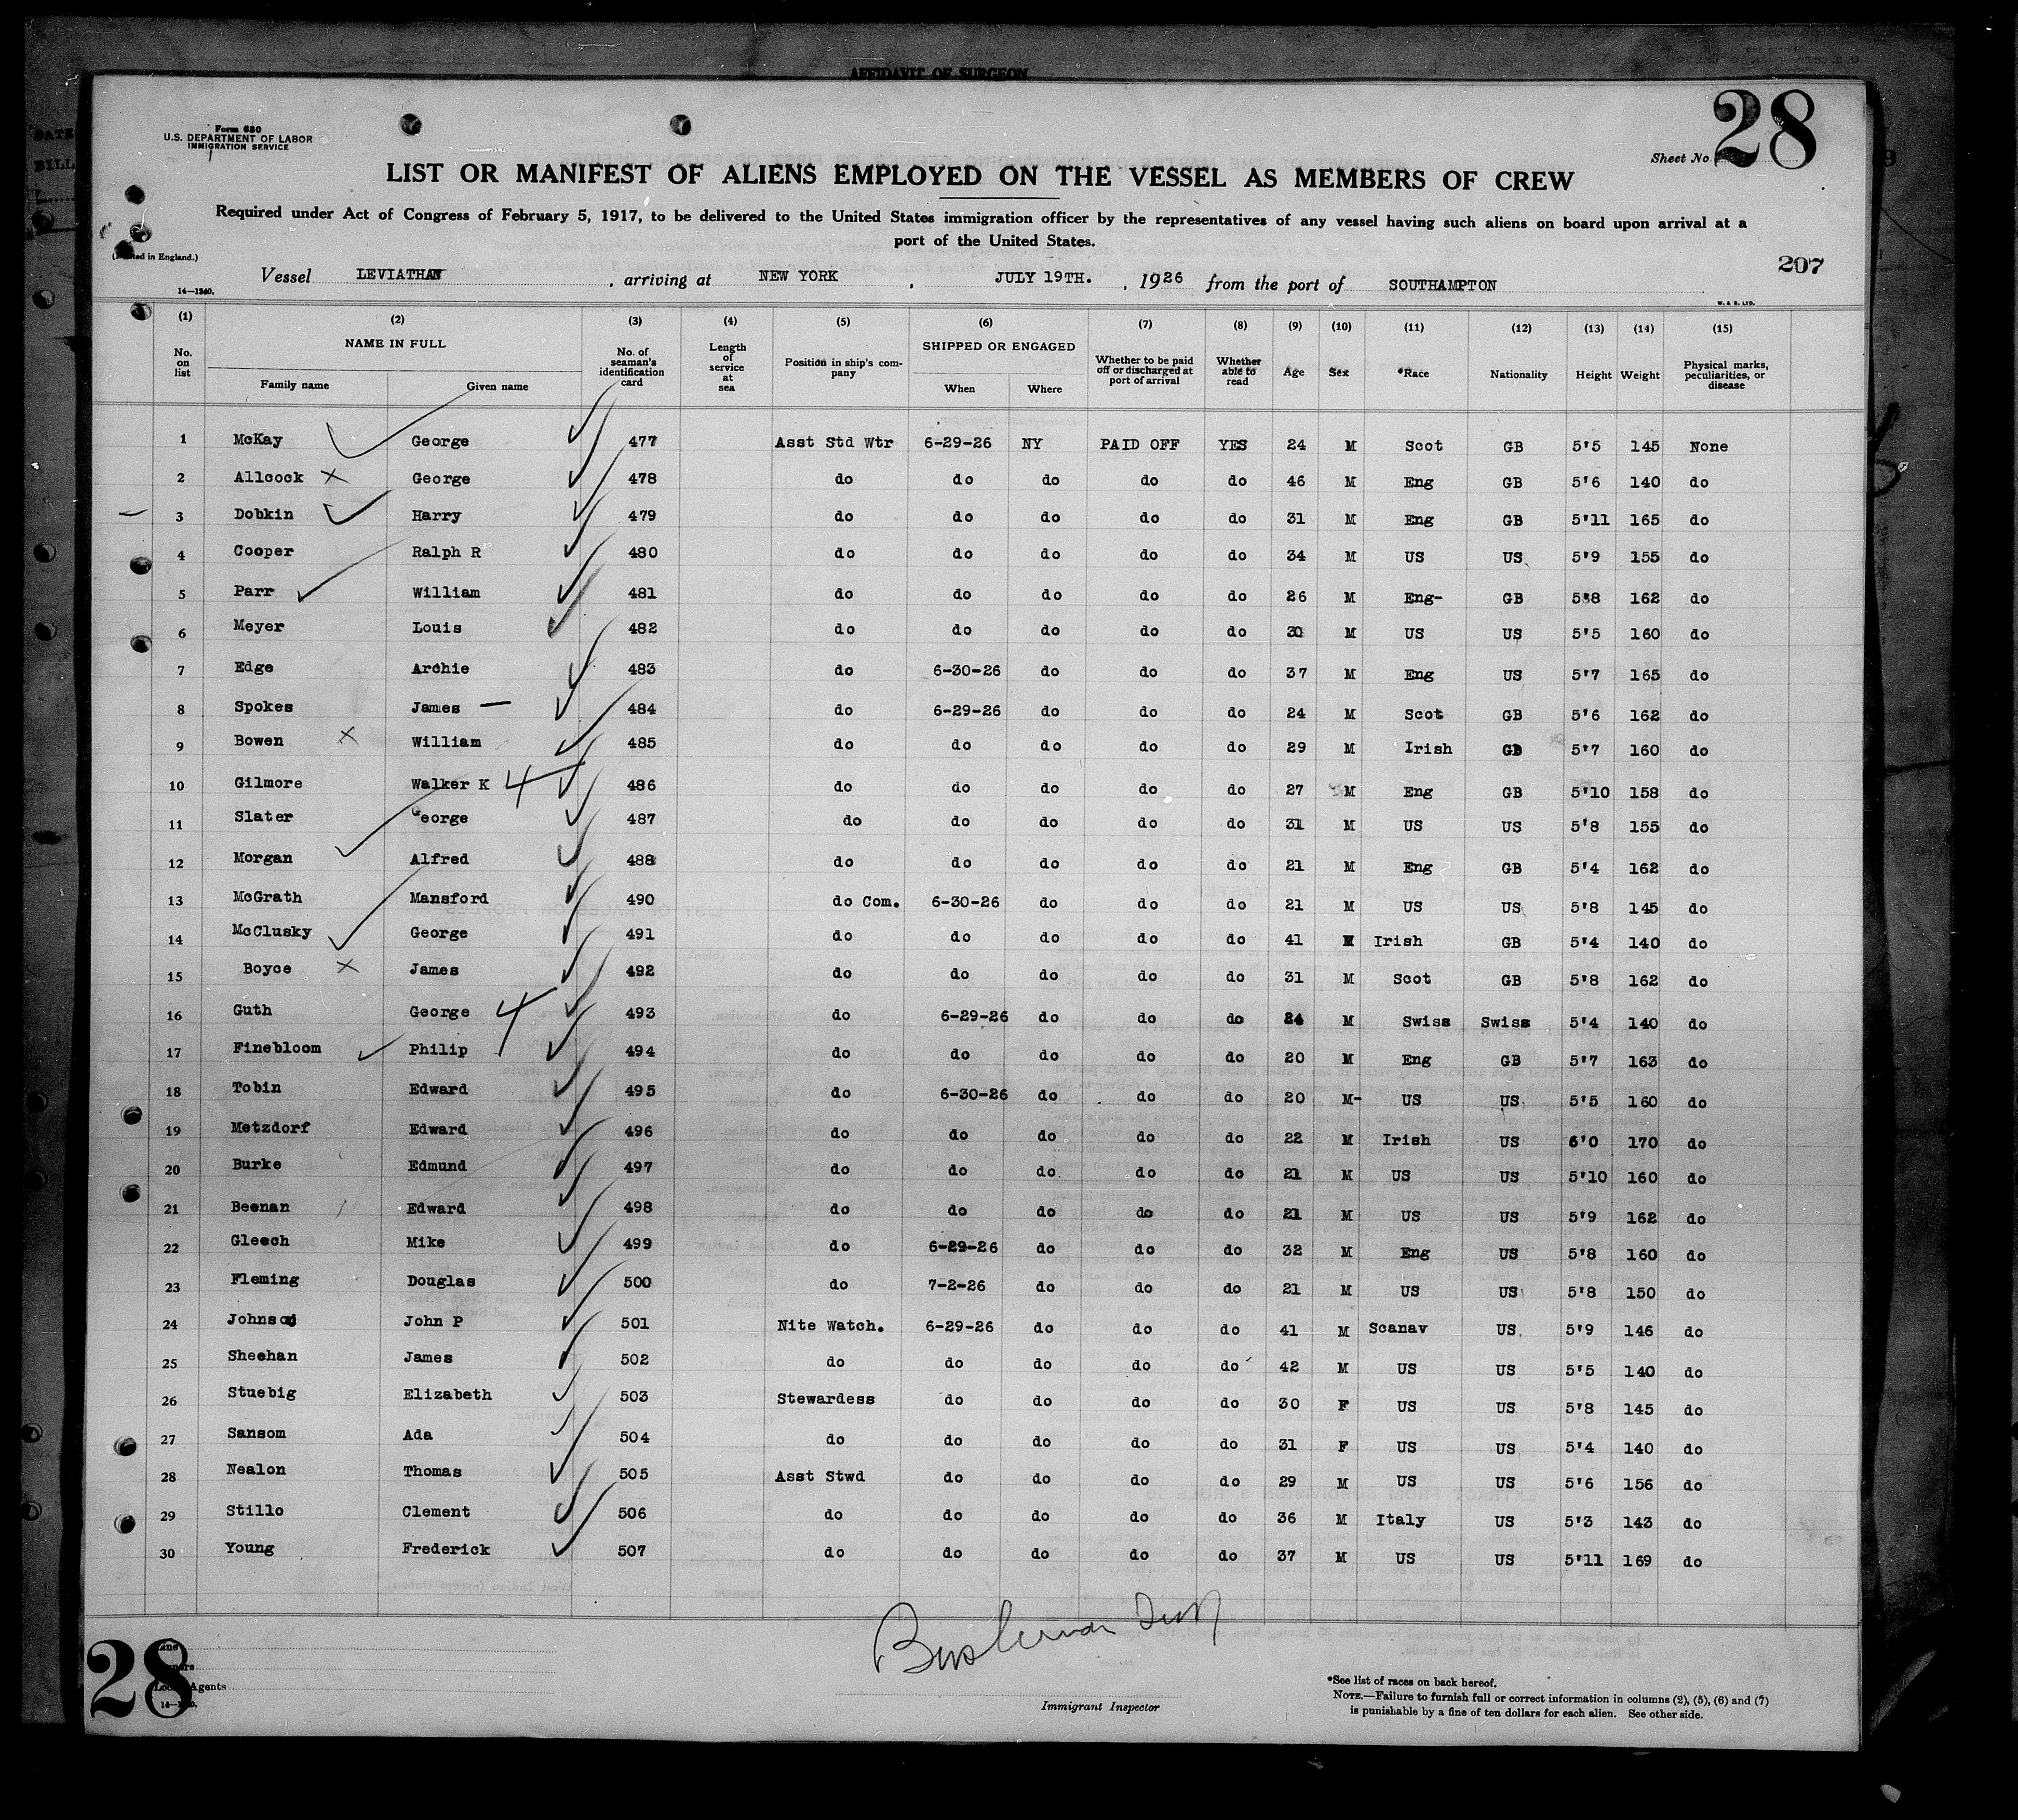 AFFIDAVIT OF SURGEON
28
Form 680
U.S. DEPARTMENT OF LABOR
IMMIGRATION SERVICE
Sheet No
LIST OR MANIFEST OF ALIENS EMPLOYED ON THE VESSEL AS MEMBERS OF CREW
Required under Act of Congress of February 5, 1917, to be delivered to the United States immigration officer by the representatives of any vessel having such aliens on board upon arrival at a
port of the United States.
(Printed in England.)
207
Vessel LEVIATHAN , arriving at NEW YORK , JULY 19TH. , 1926 from the port of SOUTHAMPTON
14—1240.
W. & S. LTD.
(1) (2) (3) (4) (5) (6) (7) (8) (9) (10) (11) (12) (13) (14) (15)
No. on list NAME IN FULL Family name Given name No. of seaman's identification card Length of service at sea Position in ship's company SHIPPED OR ENGAGED When Where Whether to be paid off or discharged at port of arrival Whether able to read Age Sex *Race Nationality Height Weight Physical marks, peculiarities, or disease
1 McKay George 477 Asst Std Wtr 6-29-26 NY PAID OFF YES 24 M Scot GB 5'5 145 None
2 Allcock X George 478 do do do do do 46 M Eng GB 5'6 140 do
3 Dobkin Harry 479 do do do do do 31 M Eng GB 5'11 165 do
4 Cooper Ralph R 480 do do do do do 34 M US US 5'9 155 do
5 Parr William 481 do do do do do 26 M Eng- GB 5'8 162 do
6 Meyer Louis 482 do do do do do 30 M US US 5'5 160 do
7 Edge Archie 483 do 6-30-26 do do do 37 M Eng US 5'7 165 do
8 Spokes James 484 do 6-29-26 do do do 24 M Scot GB 5'6 162 do
9 Bowen X William 485 do do do do do 29 M Irish GB 5'7 160 do
10 Gilmore Walker K 4 486 do do do do do 27 M Eng GB 5'10 158 do
11 Slater George 487 do do do do do 31 M US US 5'8 155 do
12 Morgan Alfred 488 do do do do do 21 M Eng GB 5'4 162 do
13 McGrath Mansford 490 do Com. 6-30-26 do do do 21 M US US 5'8 145 do
14 McClusky George 491 do do do do do 41 M Irish GB 5'4 140 do
15 Boyce X James 492 do do do do do 31 M Scot GB 5'8 162 do
16 Guth George 4 493 do 6-29-26 do do do 24 M Swiss Swiss 5'4 140 do
17 Finebloom Philip 494 do do do do do 20 M Eng GB 5'7 163 do
18 Tobin Edward 495 do 6-30-26 do do do 20 M- US US 5'5 160 do
19 Metzdorf Edward 496 do do do do do 22 M Irish US 6'0 170 do
20 Burke Edmund 497 do do do do do 21 M US US 5'10 160 do
21 Beenan Edward 498 do do do do do 21 M US US 5'9 162 do
22 Gleech Mike 499 do 6-29-26 do do do 32 M Eng US 5'8 160 do
23 Fleming Douglas 500 do 7-2-26 do do do 21 M US US 5'8 150 do
24 Johnson John P 501 Nite Watch. 6-29-26 do do do 41 M Scanav US 5'9 146 do
25 Sheehan James 502 do do do do do 42 M US US 5'5 140 do
26 Stuebig Elizabeth 503 Stewardess do do do do 30 F US US 5'8 145 do
27 Sansom Ada 504 do do do do do 31 F US US 5'4 140 do
28 Nealon Thomas 505 Asst Stwd do do do do 29 M US US 5'6 156 do
29 Stillo Clement 506 do do do do do 36 M Italy US 5'3 143 do
30 Young Frederick 507 do do do do do 37 M US US 5'11 169 do
28
Agents
Immigrant Inspector
*See list of races on back hereof.
NOTE.—Failure to furnish full or correct information in columns (2), (5), (6) and (7)
is punishable by a fine of ten dollars for each alien. See other side.